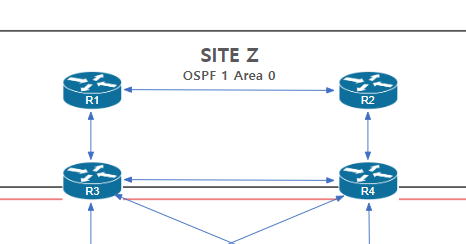 SITE Z
OSPF 1 Area 0
R1
R2
R3
R4